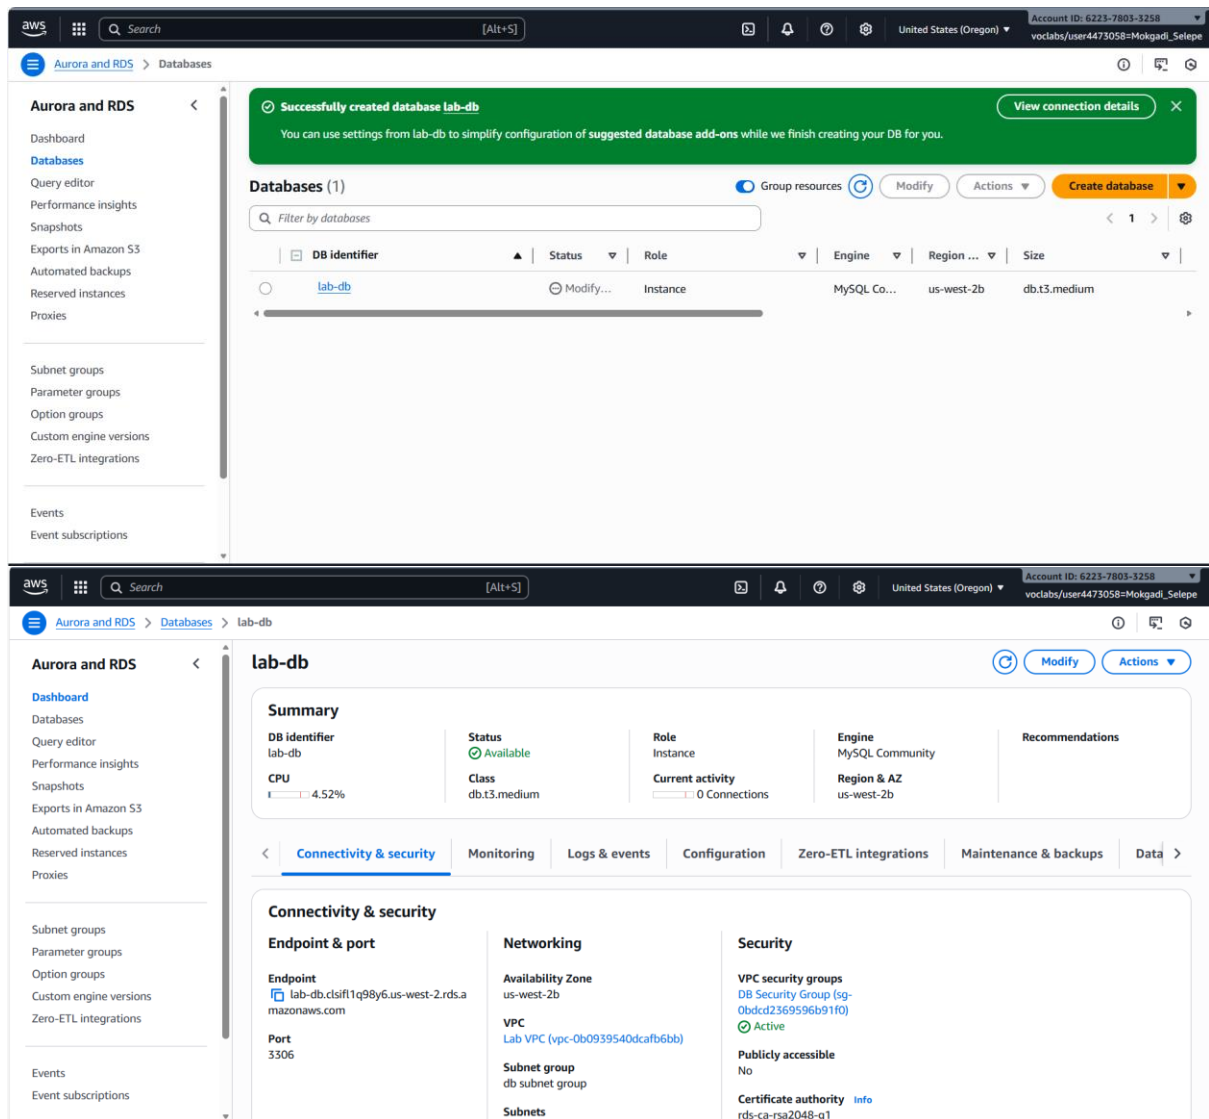 aws
Search
[Alt+S]
United States (Oregon)
Account ID: 6223-7803-3258
voclabs/user4473058=Mokgadi_Selepe
Aurora and RDS > Databases
Aurora and RDS
Dashboard
Databases
Query editor
Performance insights
Snapshots
Exports in Amazon S3
Automated backups
Reserved instances
Proxies
Subnet groups
Parameter groups
Option groups
Custom engine versions
Zero-ETL integrations
Events
Event subscriptions
Successfully created database lab-db
View connection details
You can use settings from lab-db to simplify configuration of suggested database add-ons while we finish creating your DB for you.
Databases (1)
Group resources
Modify
Actions
Create database
Filter by databases
1
DB identifier Status Role Engine Region ... Size
lab-db Modify... Instance MySQL Co... us-west-2b db.t3.medium
aws
Search
[Alt+S]
United States (Oregon)
Account ID: 6223-7803-3258
voclabs/user4473058=Mokgadi_Selepe
Aurora and RDS > Databases > lab-db
Aurora and RDS
Dashboard
Databases
Query editor
Performance insights
Snapshots
Exports in Amazon S3
Automated backups
Reserved instances
Proxies
Subnet groups
Parameter groups
Option groups
Custom engine versions
Zero-ETL integrations
Events
Event subscriptions
lab-db
Modify
Actions
Summary
DB identifier
lab-db
Status
Available
Role
Instance
Engine
MySQL Community
Recommendations
CPU
4.52%
Class
db.t3.medium
Current activity
0 Connections
Region & AZ
us-west-2b
Connectivity & security
Monitoring
Logs & events
Configuration
Zero-ETL integrations
Maintenance & backups
Data
Connectivity & security
Endpoint & port
Endpoint
lab-db.clsifl1q98y6.us-west-2.rds.a
mazonaws.com
Port
3306
Networking
Availability Zone
us-west-2b
VPC
Lab VPC (vpc-0b0939540dcafb6bb)
Subnet group
db subnet group
Subnets
Security
VPC security groups
DB Security Group (sg-
0bdcd2369596b91f0)
Active
Publicly accessible
No
Certificate authority Info
rds-ca-rsa2048-g1